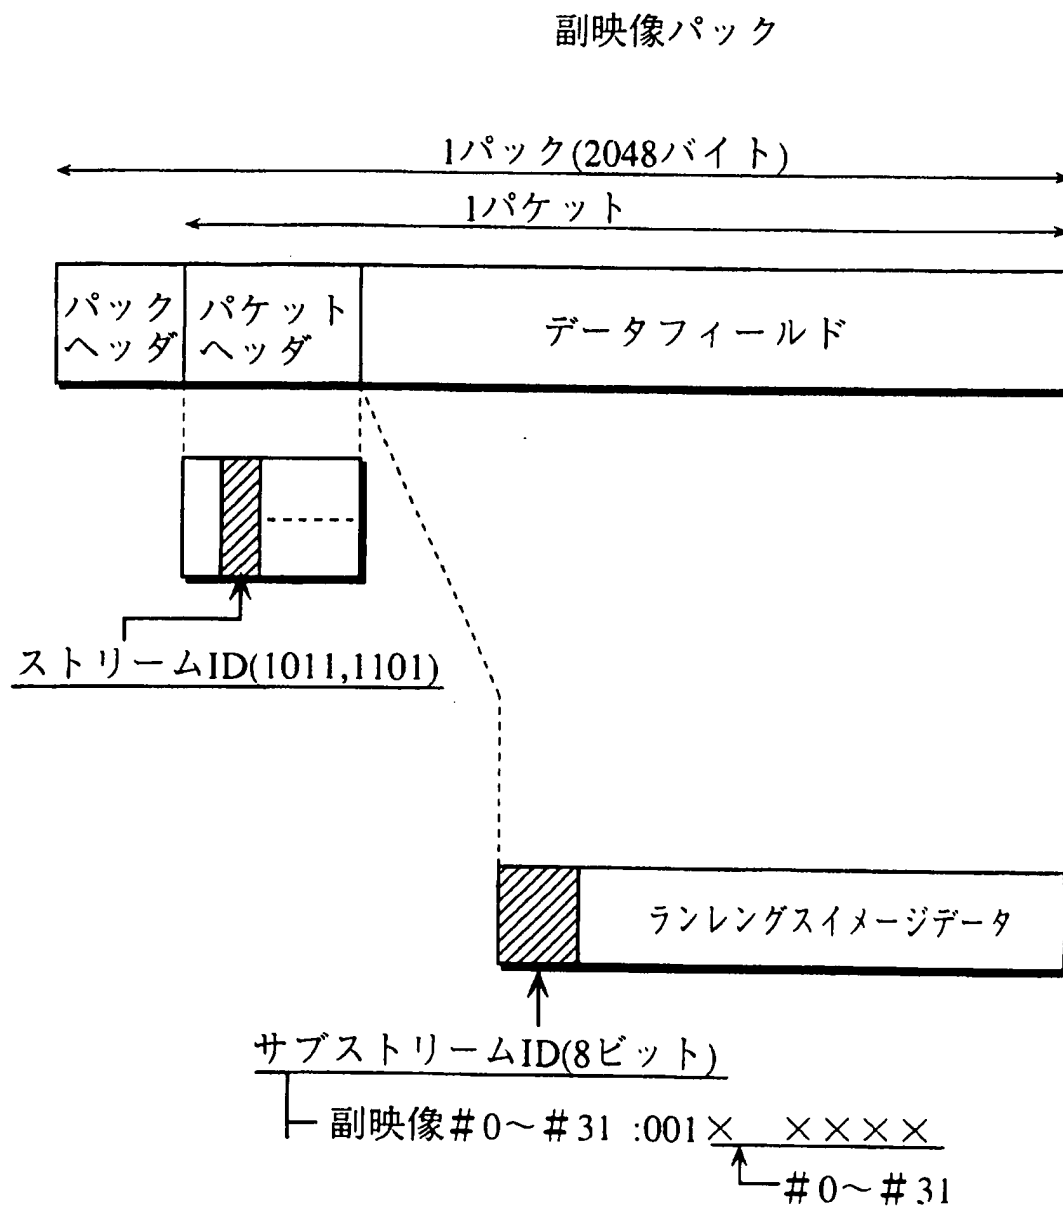 副映像パック
1パック(2048バイト)
1パケット
パック
ヘッダ
パケット
ヘッダ
データフィールド
ストリームID(1011,1101)
ランレングスイメージデータ
サブストリームID(8ビット)
副映像#0〜#31 :001× ××××
#0〜#31